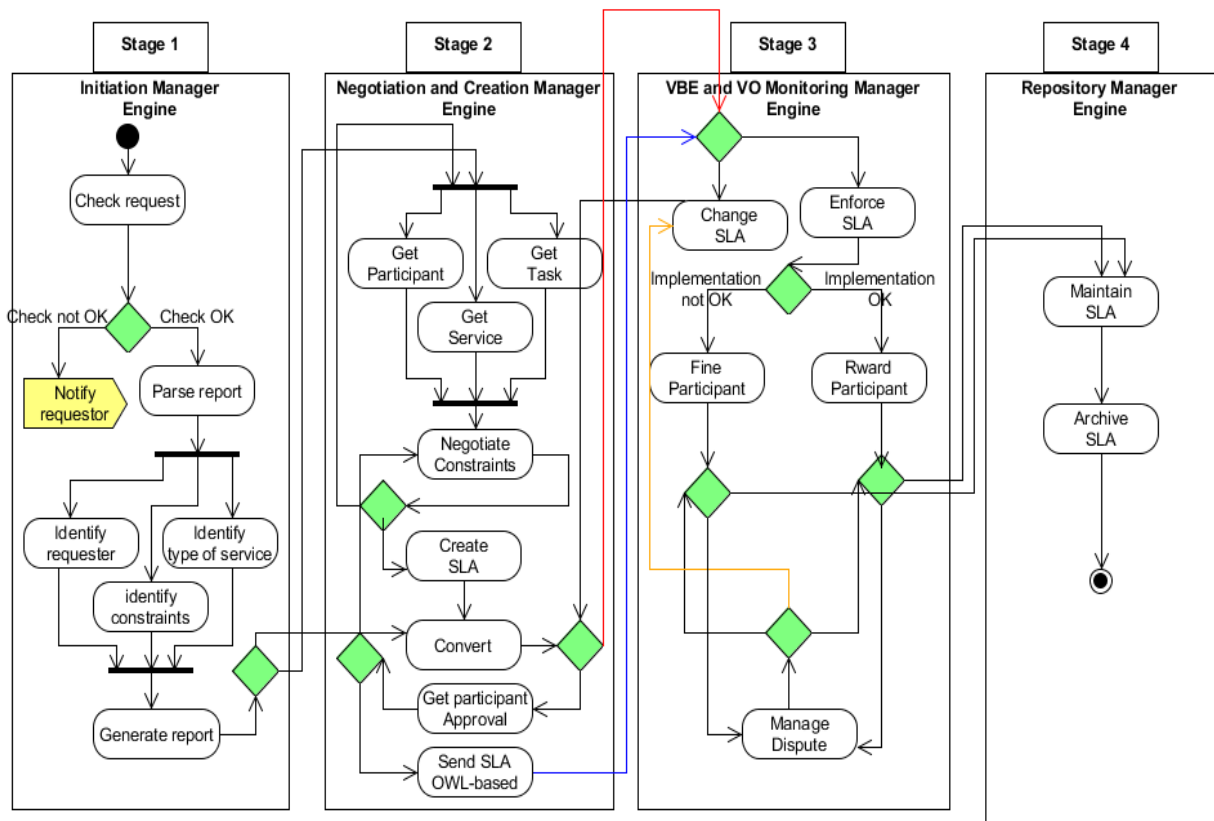 Stage 1
Stage 2
Stage 3
Stage 4
Initiation Manager
Engine
Negotiation and Creation Manager
Engine
VBE and VO Monitoring Manager
Engine
Repository Manager
Engine
Check request
Check not OK
Check OK
Notify
requestor
Parse report
Identify
requester
Identify
type of service
identify
constraints
Generate report
Get
Participant
Get
Task
Get
Service
Negotiate
Constraints
Create
SLA
Convert
Get participant
Approval
Send SLA
OWL-based
Change
SLA
Enforce
SLA
Implementation
not OK
Implementation
OK
Fine
Participant
Rward
Participant
Manage
Dispute
Maintain
SLA
Archive
SLA